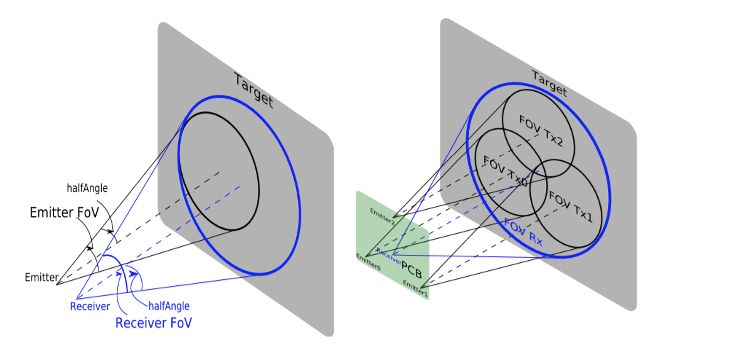 Target
halfAngle
Emitter FoV
Emitter
Receiver
halfAngle
Receiver FoV
Target
FOV Tx2
FOV Tx0
FOV Tx1
FOV Rx
Emitter2
Receiver
PCB
Emitter0
Emitter1